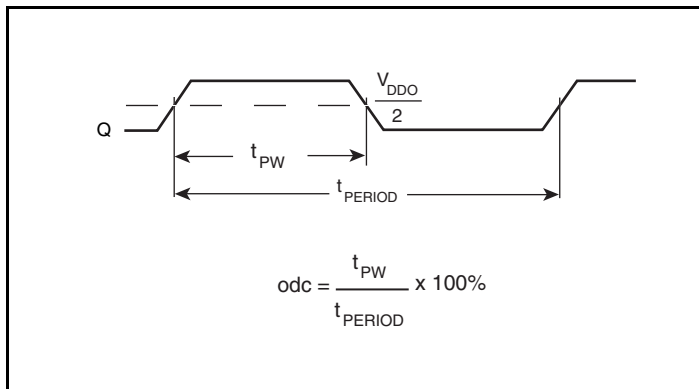 V_DDO
2
Q
t_PW
t_PERIOD
odc = t_PW / t_PERIOD x 100%